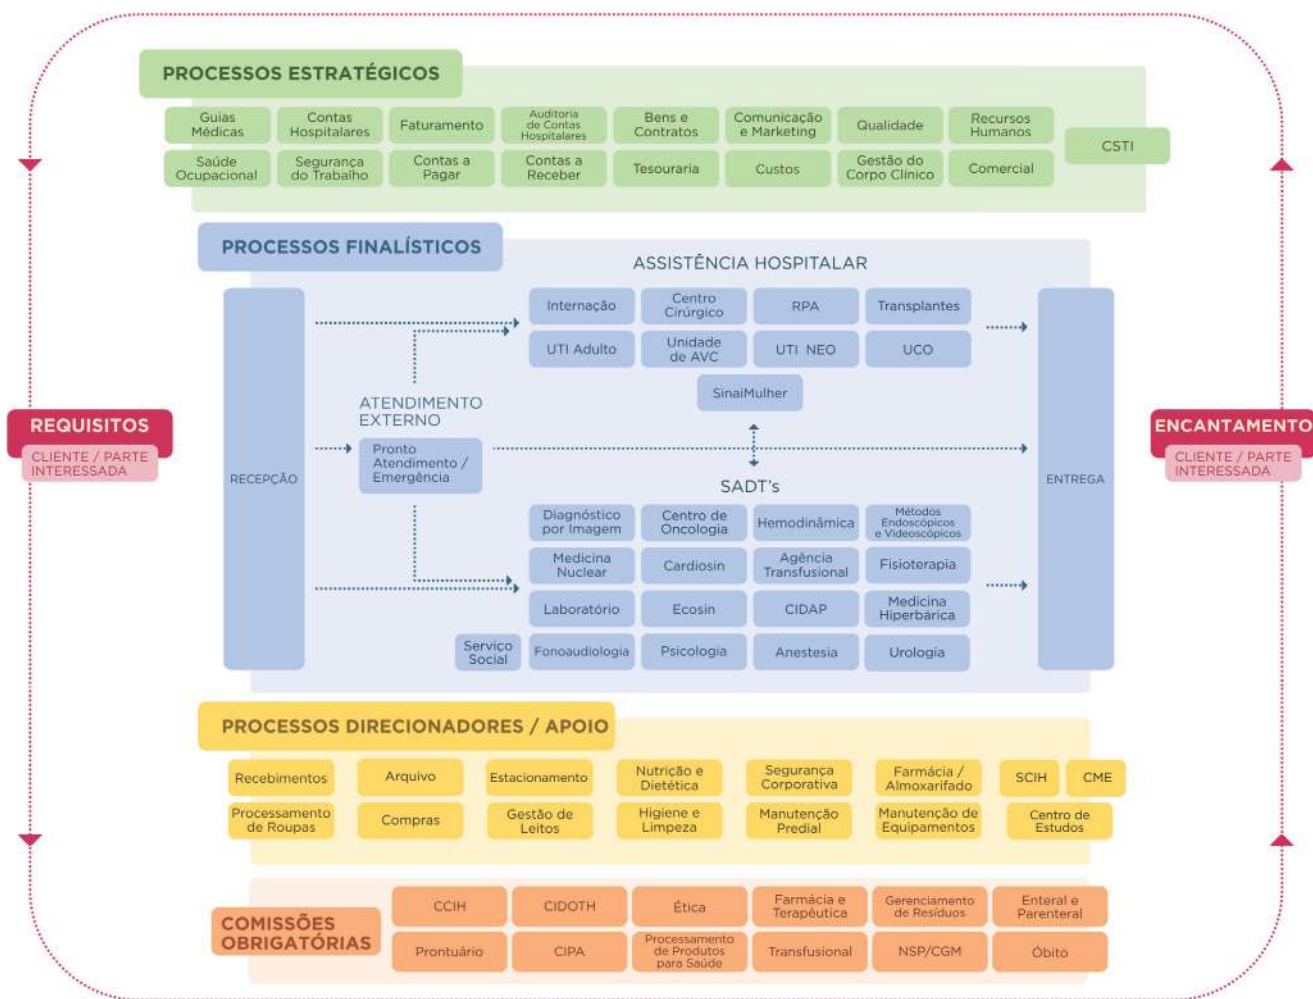 PROCESSOS ESTRATÉGICOS
Guias
Médicas
Contas
Hospitalares
Faturamento
Auditoria
de Contas
Hospitalares
Bens e
Contratos
Comunicação
e Marketing
Qualidade
Recursos
Humanos
CSTI
Saúde
Ocupacional
Segurança
do Trabalho
Contas a
Pagar
Contas a
Receber
Tesouraria
Custos
Gestão do
Corpo Clínico
Comercial
PROCESSOS FINALÍSTICOS
ASSISTÊNCIA HOSPITALAR
Internação
Centro
Cirúrgico
RPA
Transplantes
UTI Adulto
Unidade
de AVC
UTI NEO
UCO
SinaiMulher
REQUISITOS
CLIENTE / PARTE
INTERESSADA
RECEPÇÃO
ATENDIMENTO
EXTERNO
Pronto
Atendimento /
Emergência
ENTREGA
ENCANTAMENTO
CLIENTE / PARTE
INTERESSADA
SADT's
Diagnóstico
por Imagem
Centro de
Oncologia
Hemodinâmica
Métodos
Endoscópicos
e Videoscópicos
Medicina
Nuclear
Cardiosin
Agência
Transfusional
Fisioterapia
Laboratório
Ecosin
CIDAP
Medicina
Hiperbárica
Serviço
Social
Fonoaudiologia
Psicologia
Anestesia
Urologia
PROCESSOS DIRECIONADORES / APOIO
Recebimentos
Arquivo
Estacionamento
Nutrição e
Dietética
Segurança
Corporativa
Farmácia /
Almoxarifado
SCIH
CME
Processamento
de Roupas
Compras
Gestão de
Leitos
Higiene e
Limpeza
Manutenção
Predial
Manutenção de
Equipamentos
Centro de
Estudos
COMISSÕES
OBRIGATÓRIAS
CCIH
CIDOTH
Ética
Farmácia e
Terapêutica
Gerenciamento
de Resíduos
Enteral e
Parenteral
Prontuário
CIPA
Processamento
de Produtos
para Saúde
Transfusional
NSP/CGM
Óbito